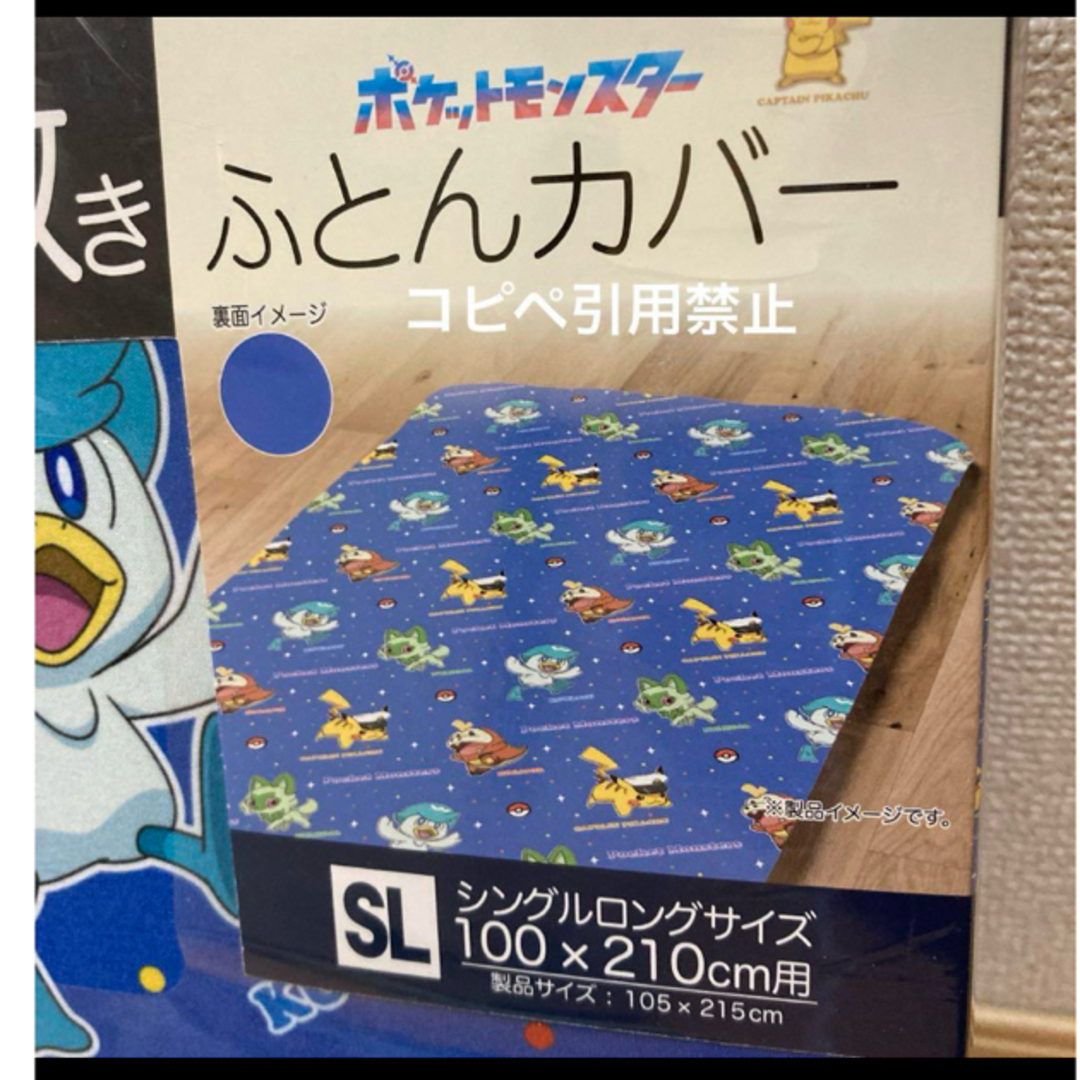 CAPTAIN PIKACHU
ポケットモンスター
き
ふとんカバー
コピペ引用禁止
裏面イメージ
※製品イメージです。
SL
シングルロングサイズ
100×210cm用
製品サイズ：105×215cm